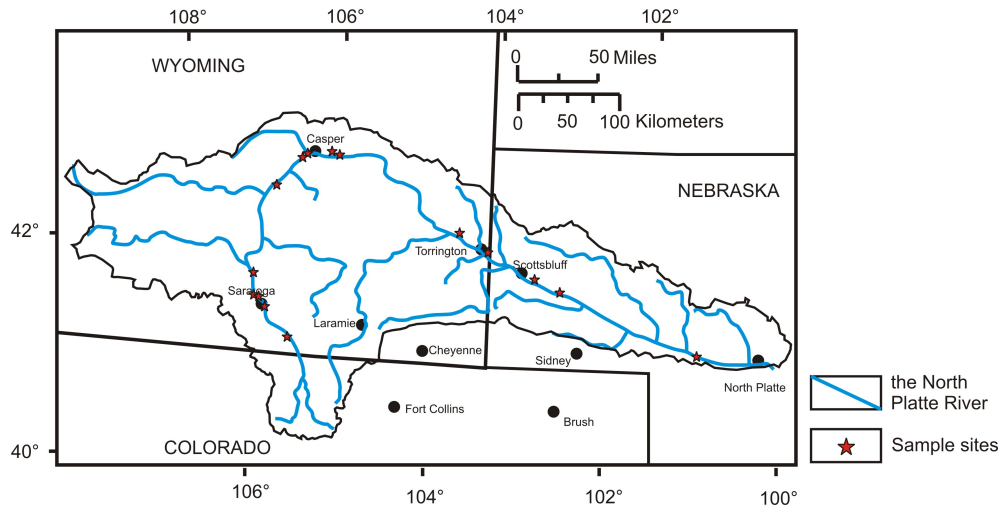 108°
106°
104°
102°
WYOMING
0
50 Miles
0
50
100 Kilometers
Casper
NEBRASKA
42°
Torrington
Scottsbluff
Saratoga
Laramie
Cheyenne
Sidney
North Platte
the North
Platte River
Fort Collins
Brush
COLORADO
Sample sites
40°
106°
104°
102°
100°